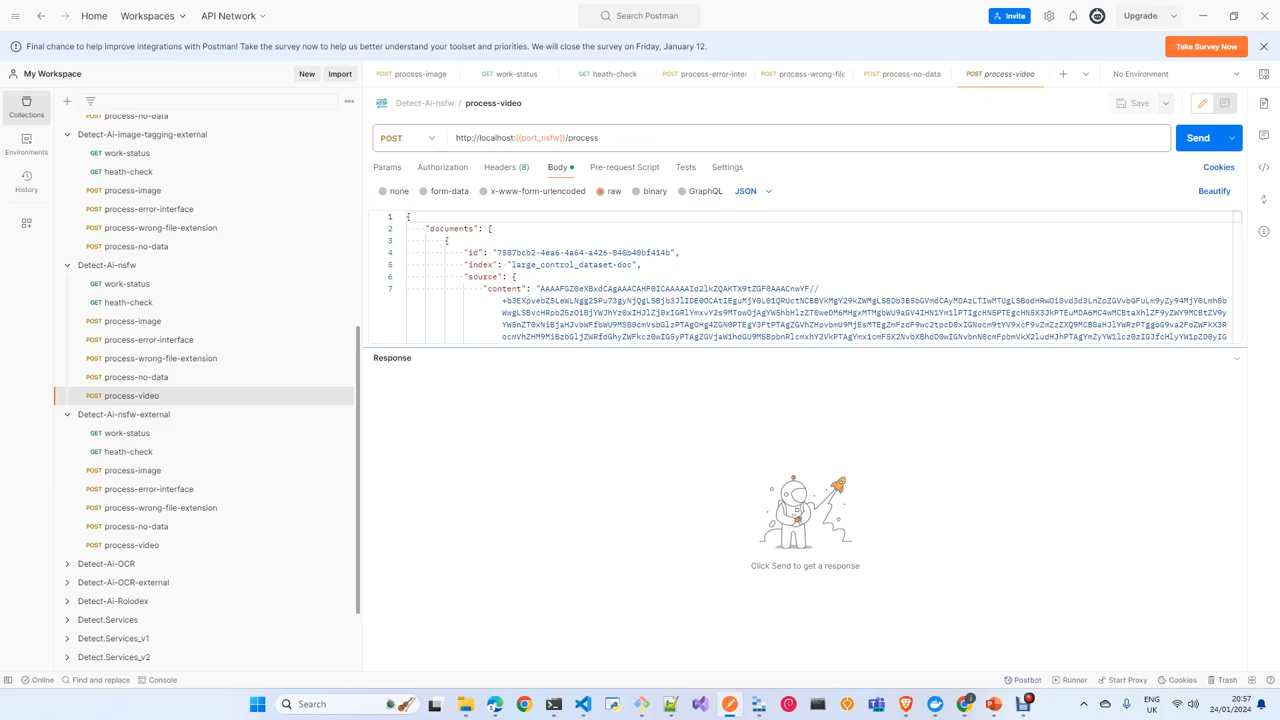 Home Workspaces API Network Search Postman Invite Upgrade
Final chance to help improve integrations with Postman! Take the survey now to help us better understand your toolset and priorities. We will close the survey on Friday, January 12. Take Survey Now
My Workspace New Import process-image work-status heath-check process-error-inter process-wrong-file process-no-data process-video No Environment
Collections
Environments
History
process-no-data
Detect-Ai-image-tagging-external
GET work-status
GET heath-check
POST process-image
POST process-error-interface
POST process-wrong-file-extension
POST process-no-data
Detect-Ai-nsfw
GET work-status
GET heath-check
POST process-image
POST process-error-interface
POST process-wrong-file-extension
POST process-no-data
POST process-video
Detect-Ai-nsfw-external
GET work-status
GET heath-check
POST process-image
POST process-error-interface
POST process-wrong-file-extension
POST process-no-data
POST process-video
Detect-Ai-OCR
Detect-Ai-OCR-external
Detect-Ai-Rolodex
Detect.Services
Detect.Services_v1
Detect.Services_v2
Detect-Ai-nsfw / process-video Save
POST http://localhost:{{port_nsfw}}/process Send
Params Authorization Headers (8) Body Pre-request Script Tests Settings Cookies
none form-data x-www-form-urlencoded raw binary GraphQL JSON Beautify
1 {
2 "documents": [
3 {
4 "id": "7587bcb2-4ea6-4a64-a426-040b40bf414b",
5 "index": "large_control_dataset-doc",
6 "source": {
7 "content":
Response
Click Send to get a response
Online Find and replace Console Postbot Runner Start Proxy Cookies Trash
Search ENG UK 20:57 24/01/2024